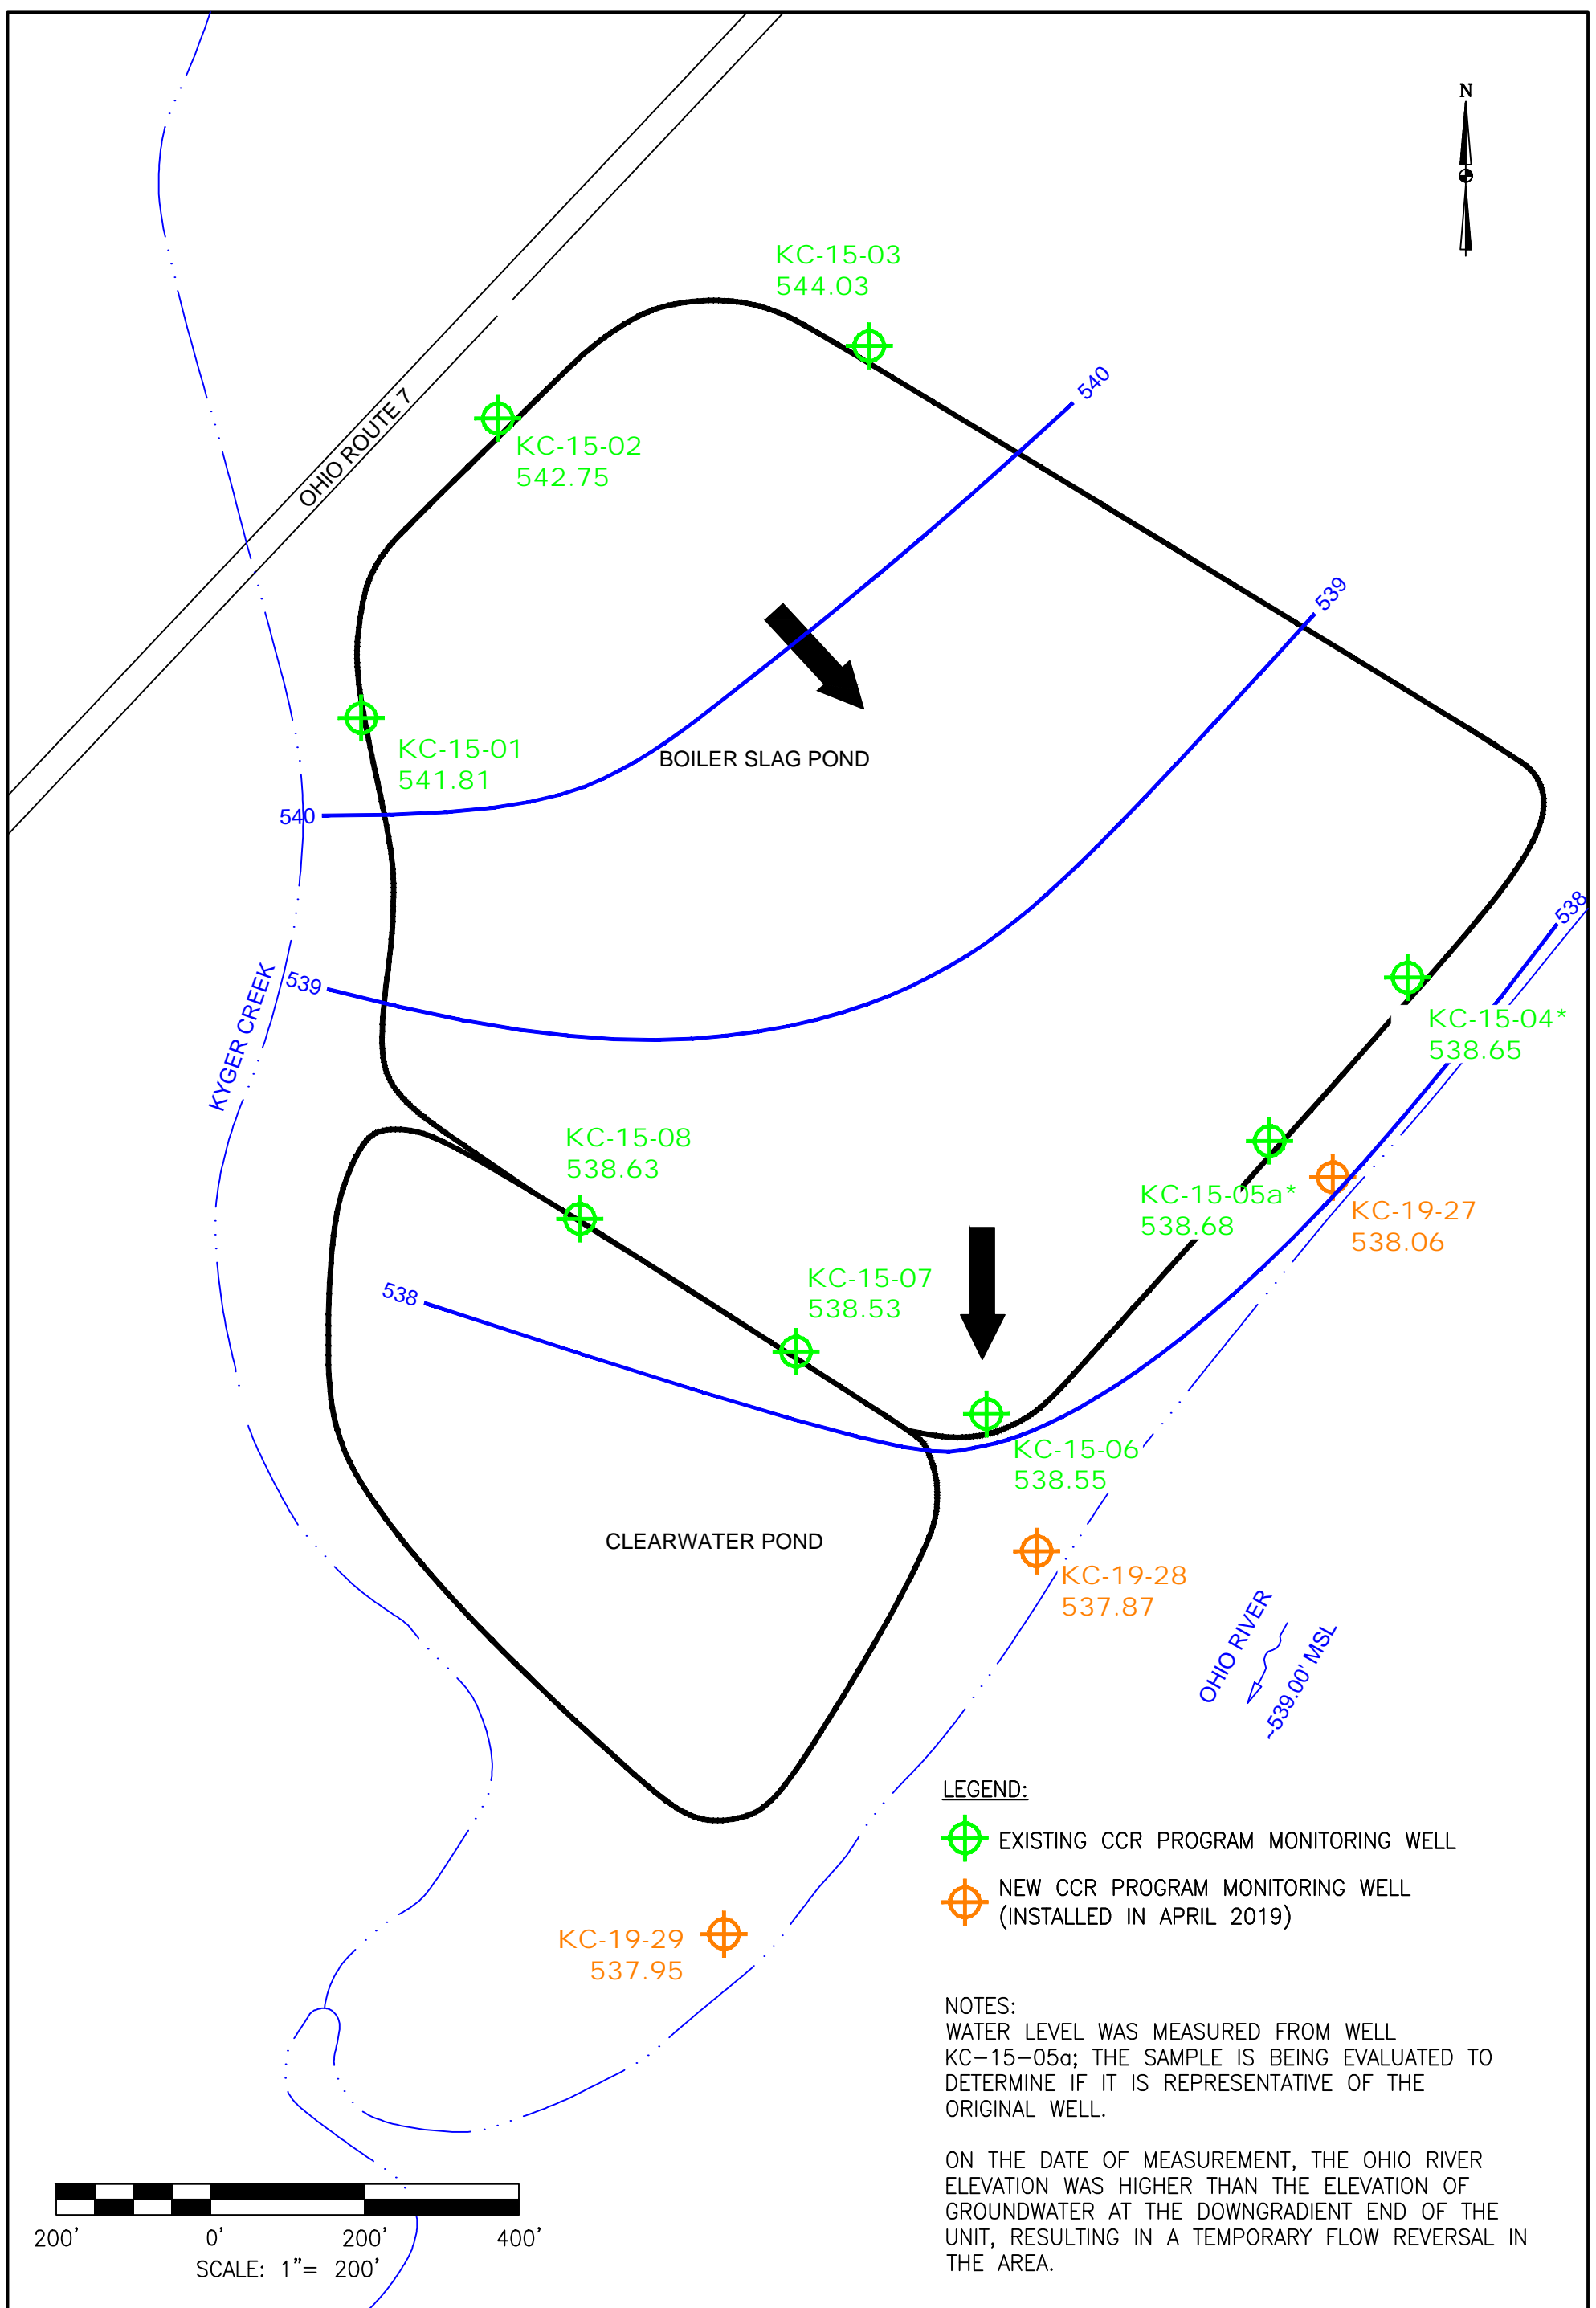 N
KC-15-03
544.03
540
OHIO ROUTE 7
KC-15-02
542.75
539
KC-15-01
541.81
BOILER SLAG POND
540
538
539
KYGER CREEK
KC-15-04*
538.65
KC-15-08
538.63
KC-15-05a*
538.68
KC-19-27
538.06
538
KC-15-07
538.53
KC-15-06
538.55
CLEARWATER POND
KC-19-28
537.87
OHIO RIVER
~539.00' MSL
LEGEND:
EXISTING CCR PROGRAM MONITORING WELL
NEW CCR PROGRAM MONITORING WELL
(INSTALLED IN APRIL 2019)
KC-19-29
537.95
NOTES:
WATER LEVEL WAS MEASURED FROM WELL
KC-15-05a; THE SAMPLE IS BEING EVALUATED TO
DETERMINE IF IT IS REPRESENTATIVE OF THE
ORIGINAL WELL.
ON THE DATE OF MEASUREMENT, THE OHIO RIVER
ELEVATION WAS HIGHER THAN THE ELEVATION OF
GROUNDWATER AT THE DOWNGRADIENT END OF THE
UNIT, RESULTING IN A TEMPORARY FLOW REVERSAL IN
THE AREA.
200' 0' 200' 400'
SCALE: 1"= 200'